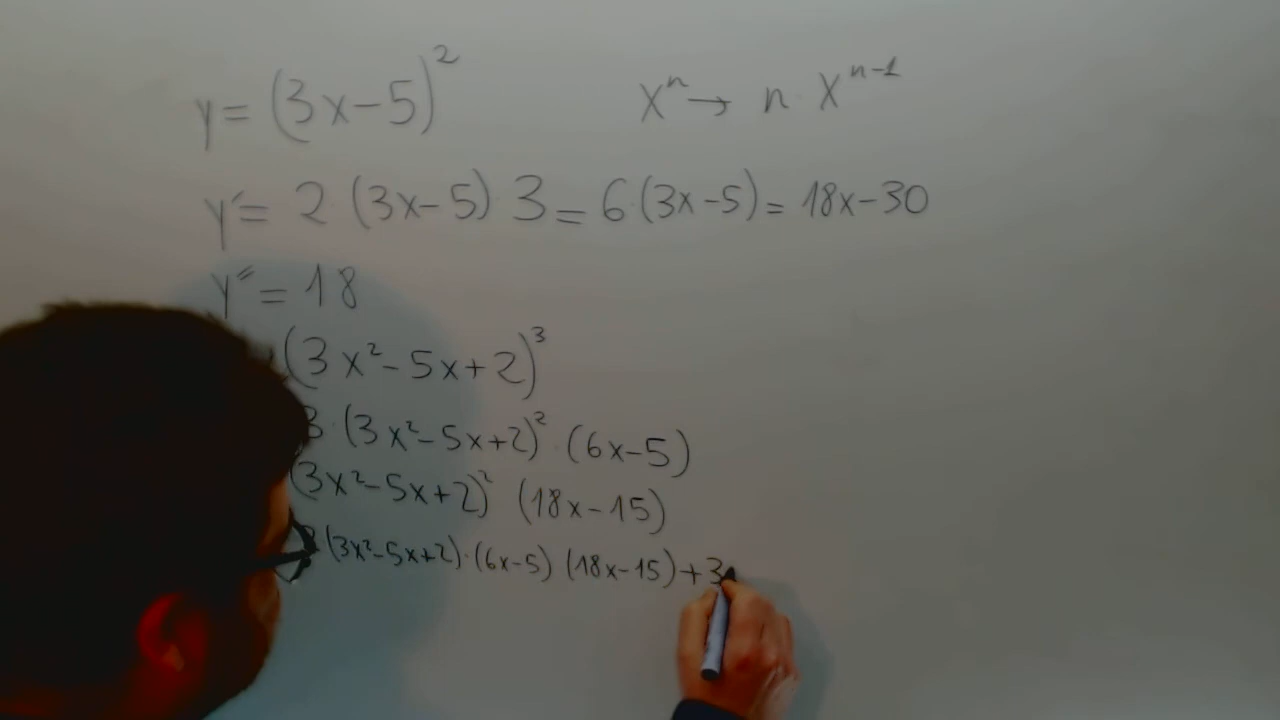 y = (3x-5)²
xⁿ → n xⁿ⁻¹
y' = 2 (3x-5) 3 = 6·(3x-5) = 18x-30
y'' = 18
(3x²-5x+2)³
3·(3x²-5x+2)²·(6x-5)
(3x²-5x+2)² (18x-15)
(3x²-5x+2)·(6x-5) (18x-15)+3